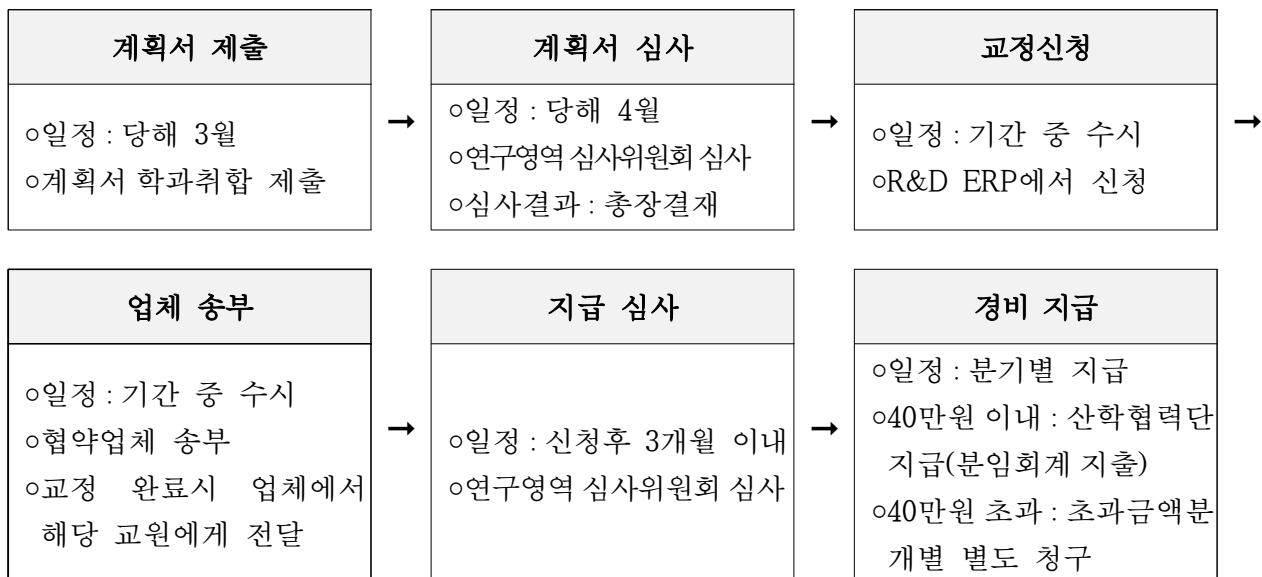 계획서 제출
○일정 : 당해 3월
○계획서 학과취합 제출
→
계획서 심사
○일정 : 당해 4월
○연구영역 심사위원회 심사
○심사결과 : 총장결재
→
교정신청
○일정 : 기간 중 수시
○R&D ERP에서 신청
→
업체 송부
○일정 : 기간 중 수시
○협약업체 송부
○교정 완료시 업체에서
해당 교원에게 전달
→
지급 심사
○일정 : 신청후 3개월 이내
○연구영역 심사위원회 심사
→
경비 지급
○일정 : 분기별 지급
○40만원 이내 : 산학협력단
지급(분임회계 지출)
○40만원 초과 : 초과금액분
개별 별도 청구